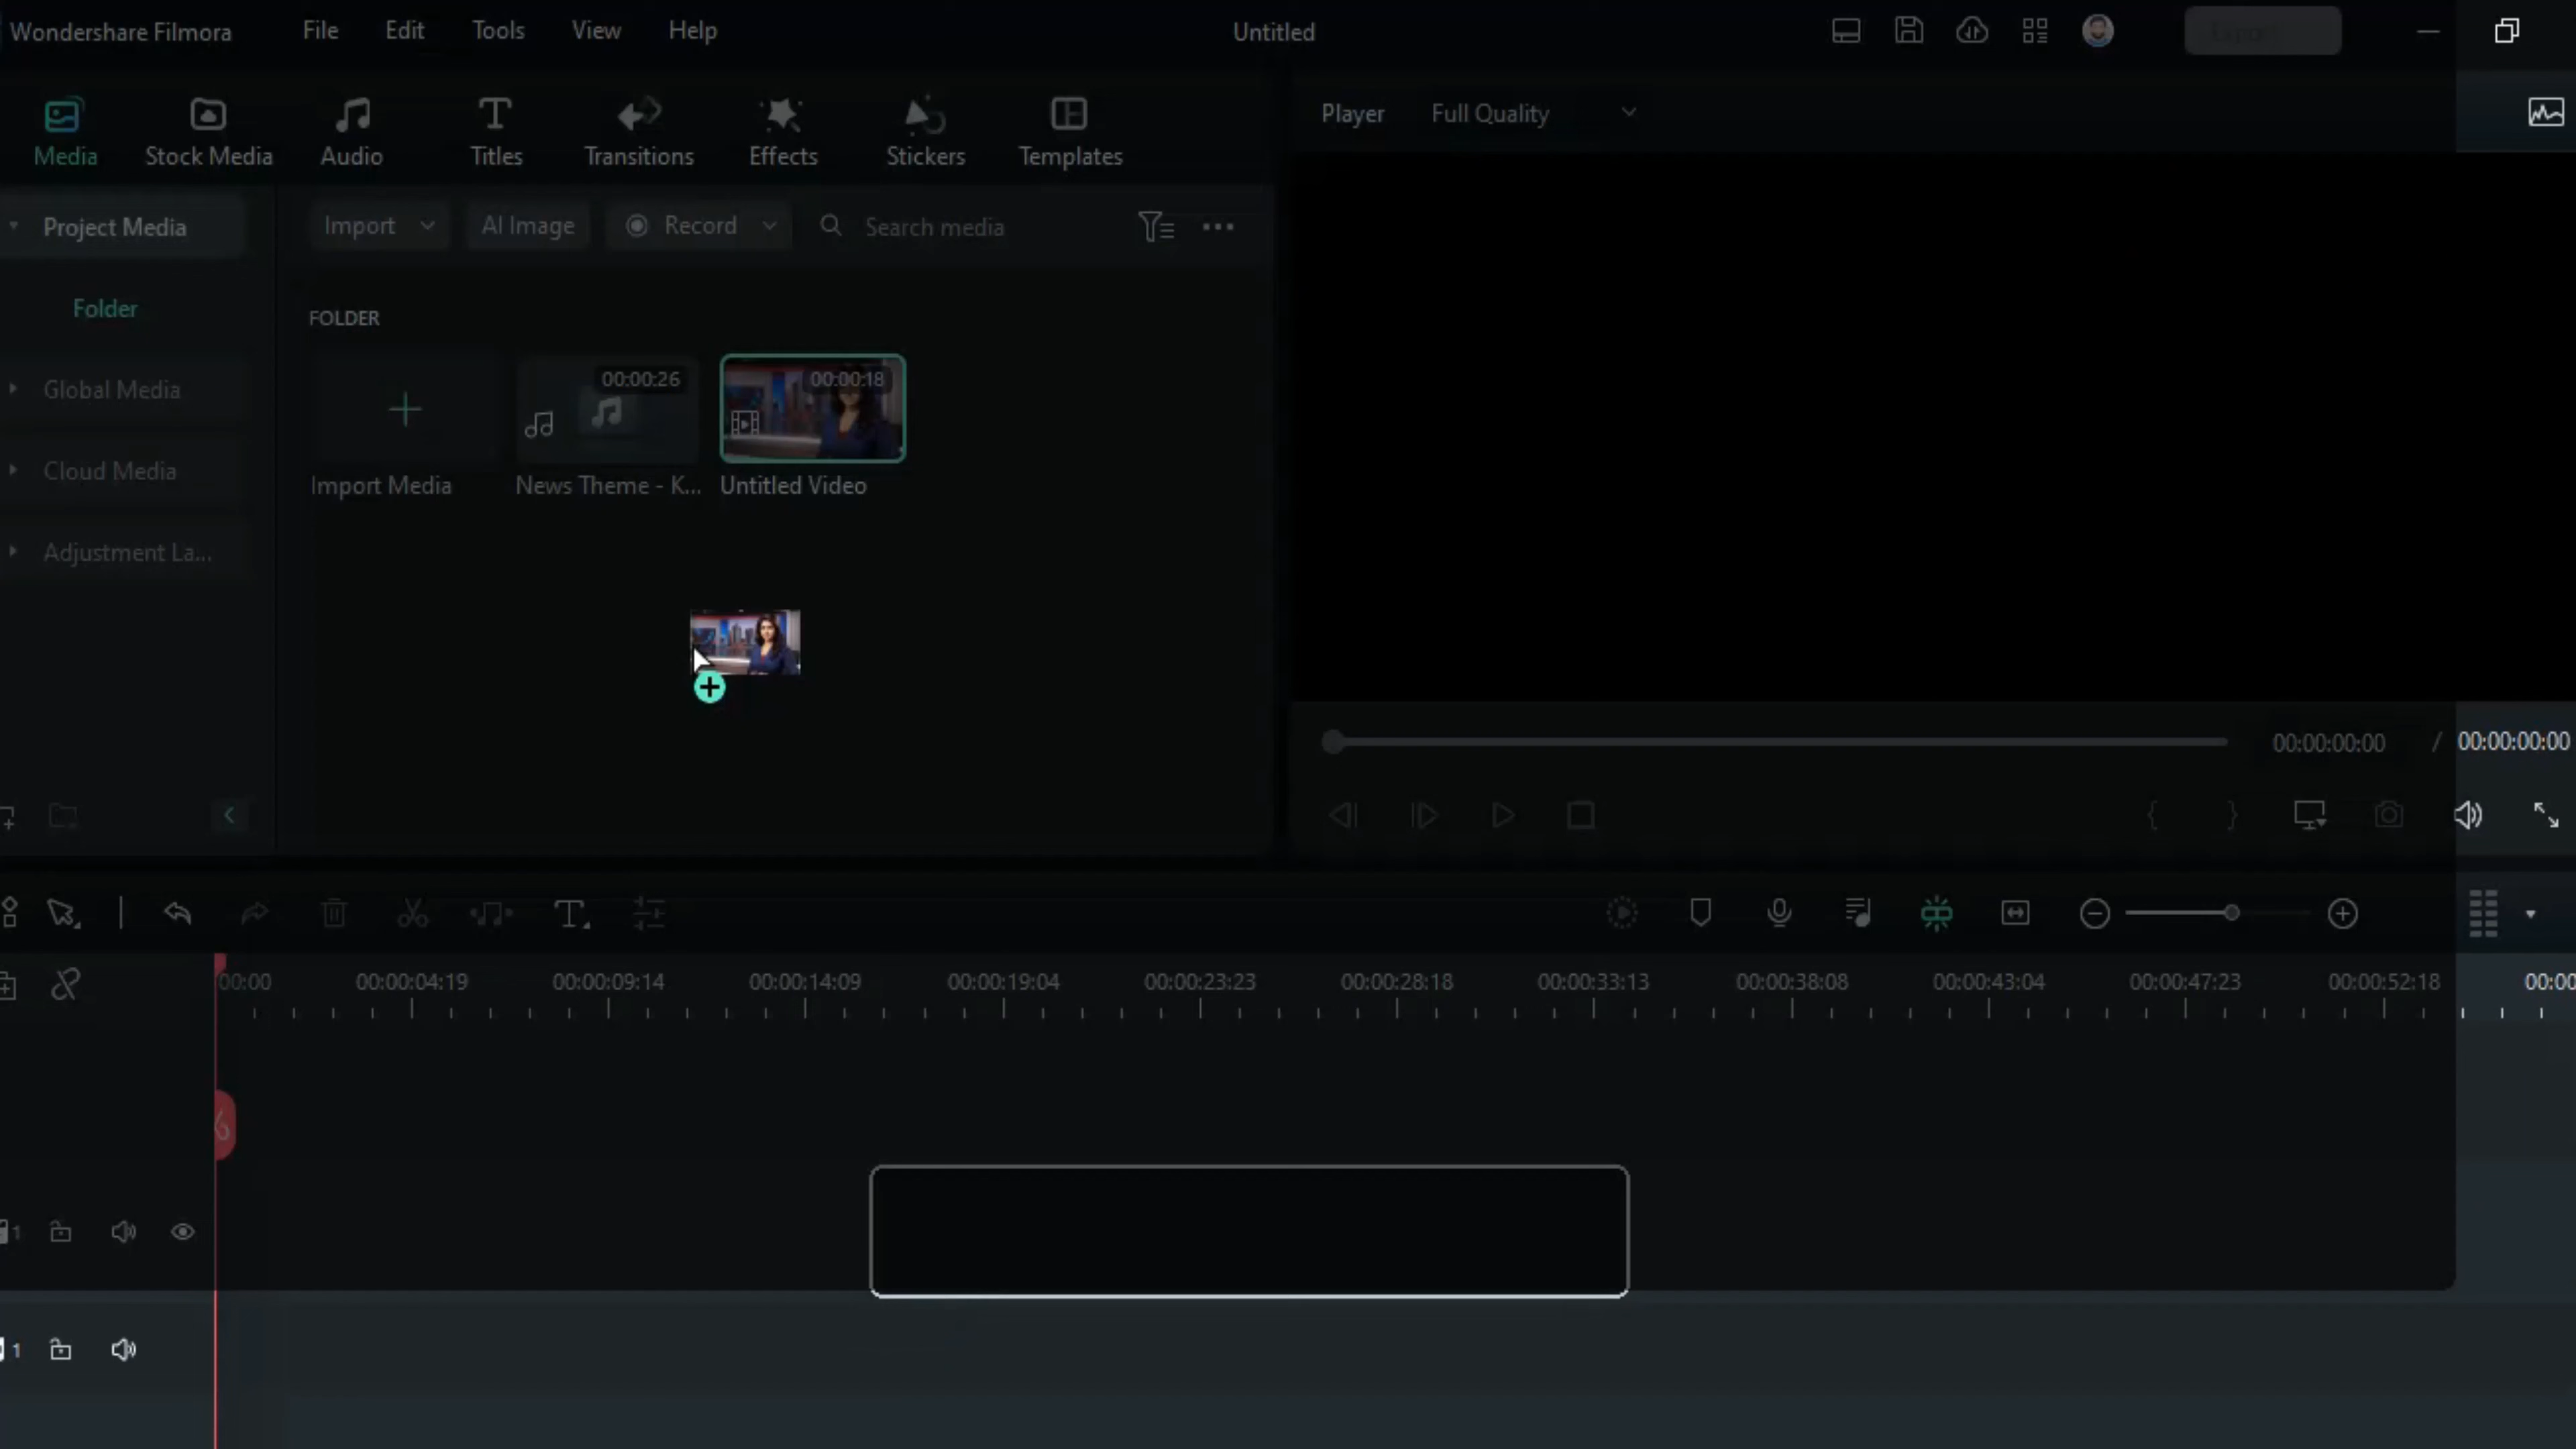 Wondershare Filmora File Edit Tools View Help Untitled
Media Stock Media Audio Titles Transitions Effects Stickers Templates
Player Full Quality
Project Media
Import AI Image Record Search media
Folder
FOLDER
Global Media
00:00:26 00:00:18
Cloud Media
Import Media News Theme - K... Untitled Video
Adjustment La...
00:00:00:00 / 00:00:00:00
00:00 00:00:04:19 00:00:09:14 00:00:14:09 00:00:19:04 00:00:23:23 00:00:28:18 00:00:33:13 00:00:38:08 00:00:43:04 00:00:47:23 00:00:52:18 00:00
1
1